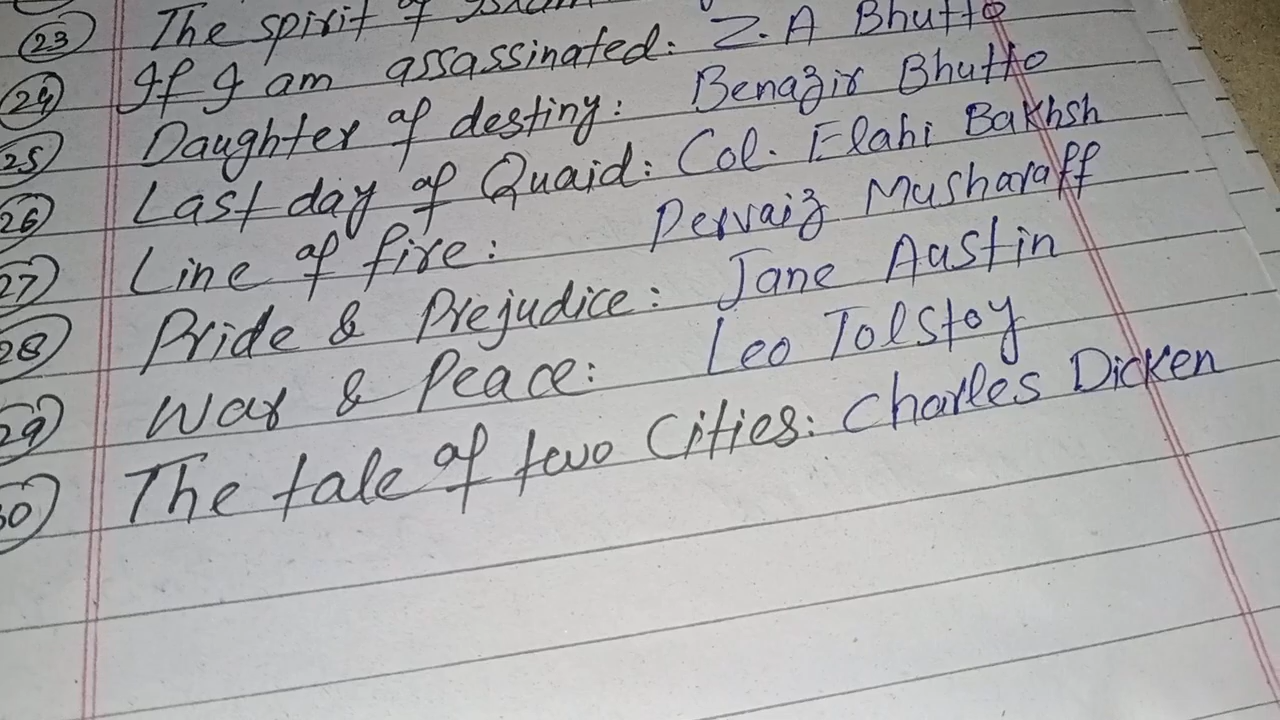 23 The spirit of Islam
24 If I am assassinated: Z.A Bhutto
25 Daughter of destiny: Benazir Bhutto
26 Last day of Quaid: Col. Elahi Bakhsh
27 Line of fire: Pervaiz Musharaff
28 Pride & Prejudice: Jane Austin
29 War & Peace: Leo Tolstoy
30 The tale of two Cities: Charles Dicken